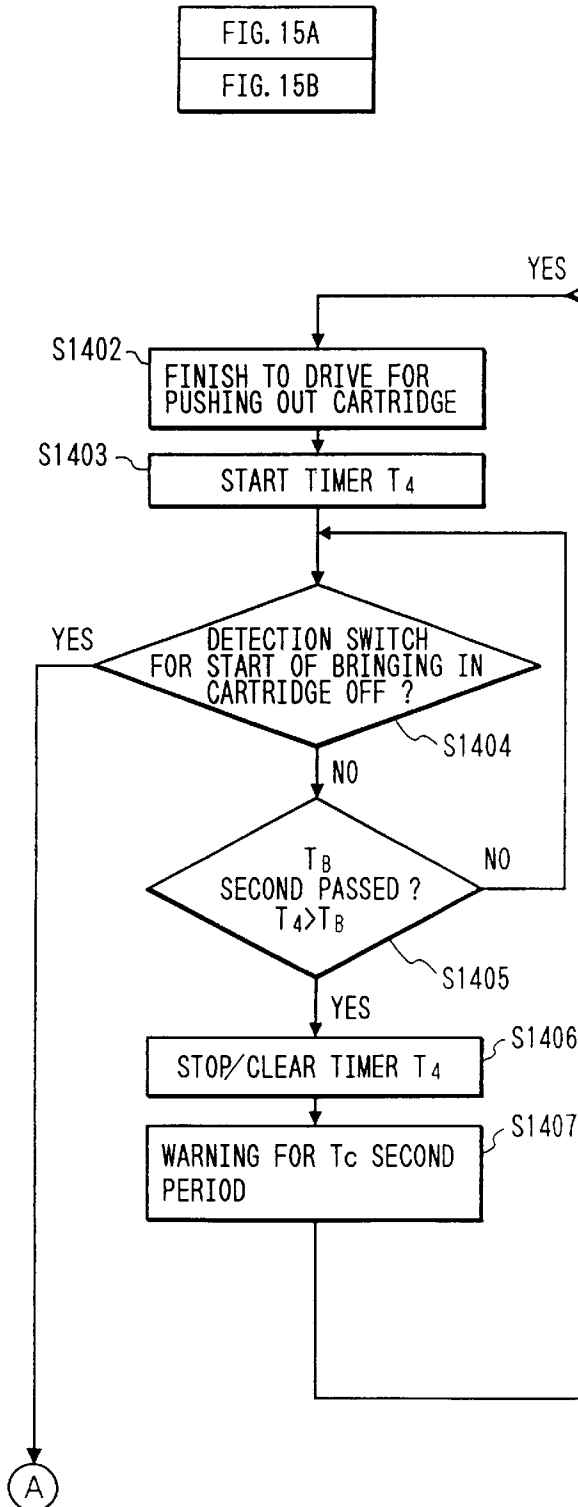 FIG. 15A
FIG. 15B
YES
S1402
FINISH TO DRIVE FOR
PUSHING OUT CARTRIDGE
S1403
START TIMER T4
YES
DETECTION SWITCH
FOR START OF BRINGING IN
CARTRIDGE OFF ?
S1404
NO
TB
SECOND PASSED ?
T4>TB
NO
S1405
YES
S1406
STOP/CLEAR TIMER T4
S1407
WARNING FOR Tc SECOND
PERIOD
A